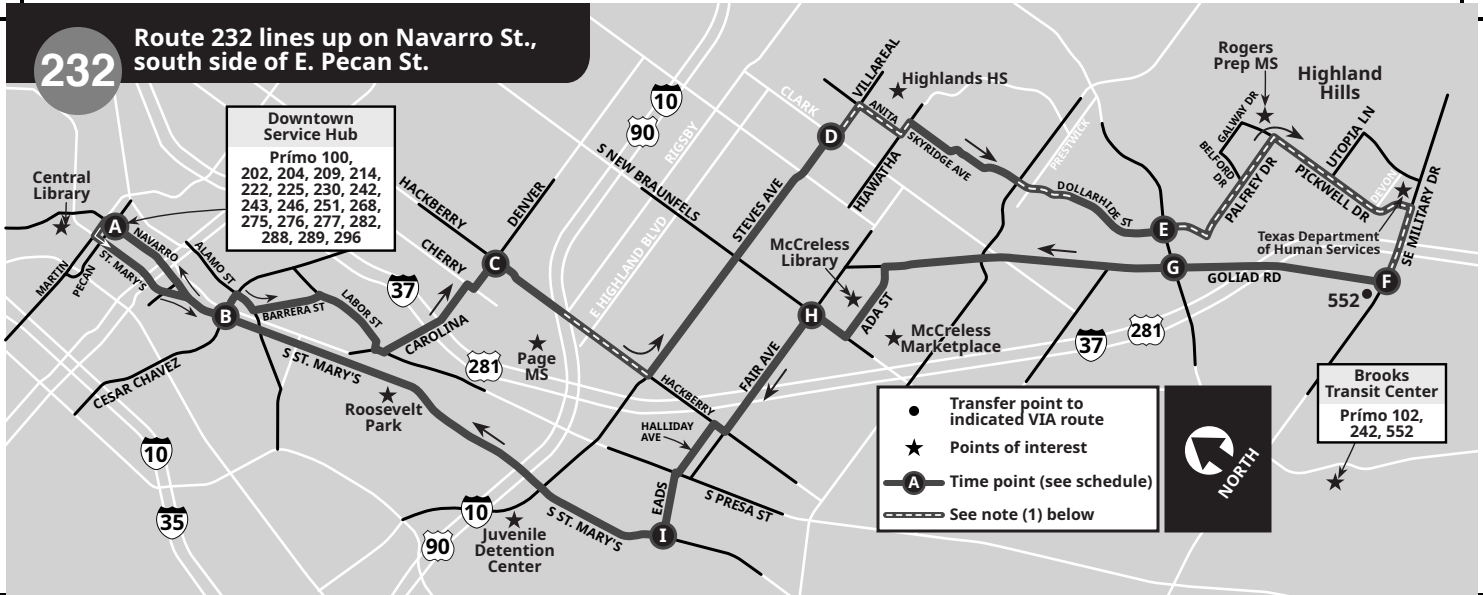 232
Route 232 lines up on Navarro St.,
south side of E. Pecan St.
Downtown
Service Hub
Prímo 100,
202, 204, 209, 214,
222, 225, 230, 242,
243, 246, 251, 268,
275, 276, 277, 282,
288, 289, 296
Central
Library
A
NAVARRO
ST. MARY'S
MARTIN
PECAN
ALAMO ST
B
BARRERA ST
LABOR ST
CAROLINA
CESAR CHAVEZ
S ST. MARY'S
HACKBERRY
CHERRY
DENVER
C
37
281
10
35
Page
MS
Roosevelt
Park
10
90
RIGSBY
CLARK
S NEW BRAUNFELS
E HIGHLAND BLVD
STEVES AVE
D
VILLAREAL
ANITA
Highlands HS
SKYRIDGE AVE
HIAWATHA
PRESTWICK
DOLLARHIDE ST
E
Rogers
Prep MS
Highland
Hills
GALWAY DR
BELFORD
DR
PALFREY DR
PICKWELL DR
UTOPIA LN
DEVON
SE MILITARY DR
Texas Department
of Human Services
G
GOLIAD RD
F
552
McCreless
Library
H
ADA ST
McCreless
Marketplace
37
281
FAIR AVE
HACKBERRY
HALLIDAY
AVE
EADS
S PRESA ST
I
S ST. MARY'S
10
90
Juvenile
Detention
Center
Brooks
Transit Center
Prímo 102,
242, 552
Transfer point to
indicated VIA route
Points of interest
A
Time point (see schedule)
See note (1) below
NORTH